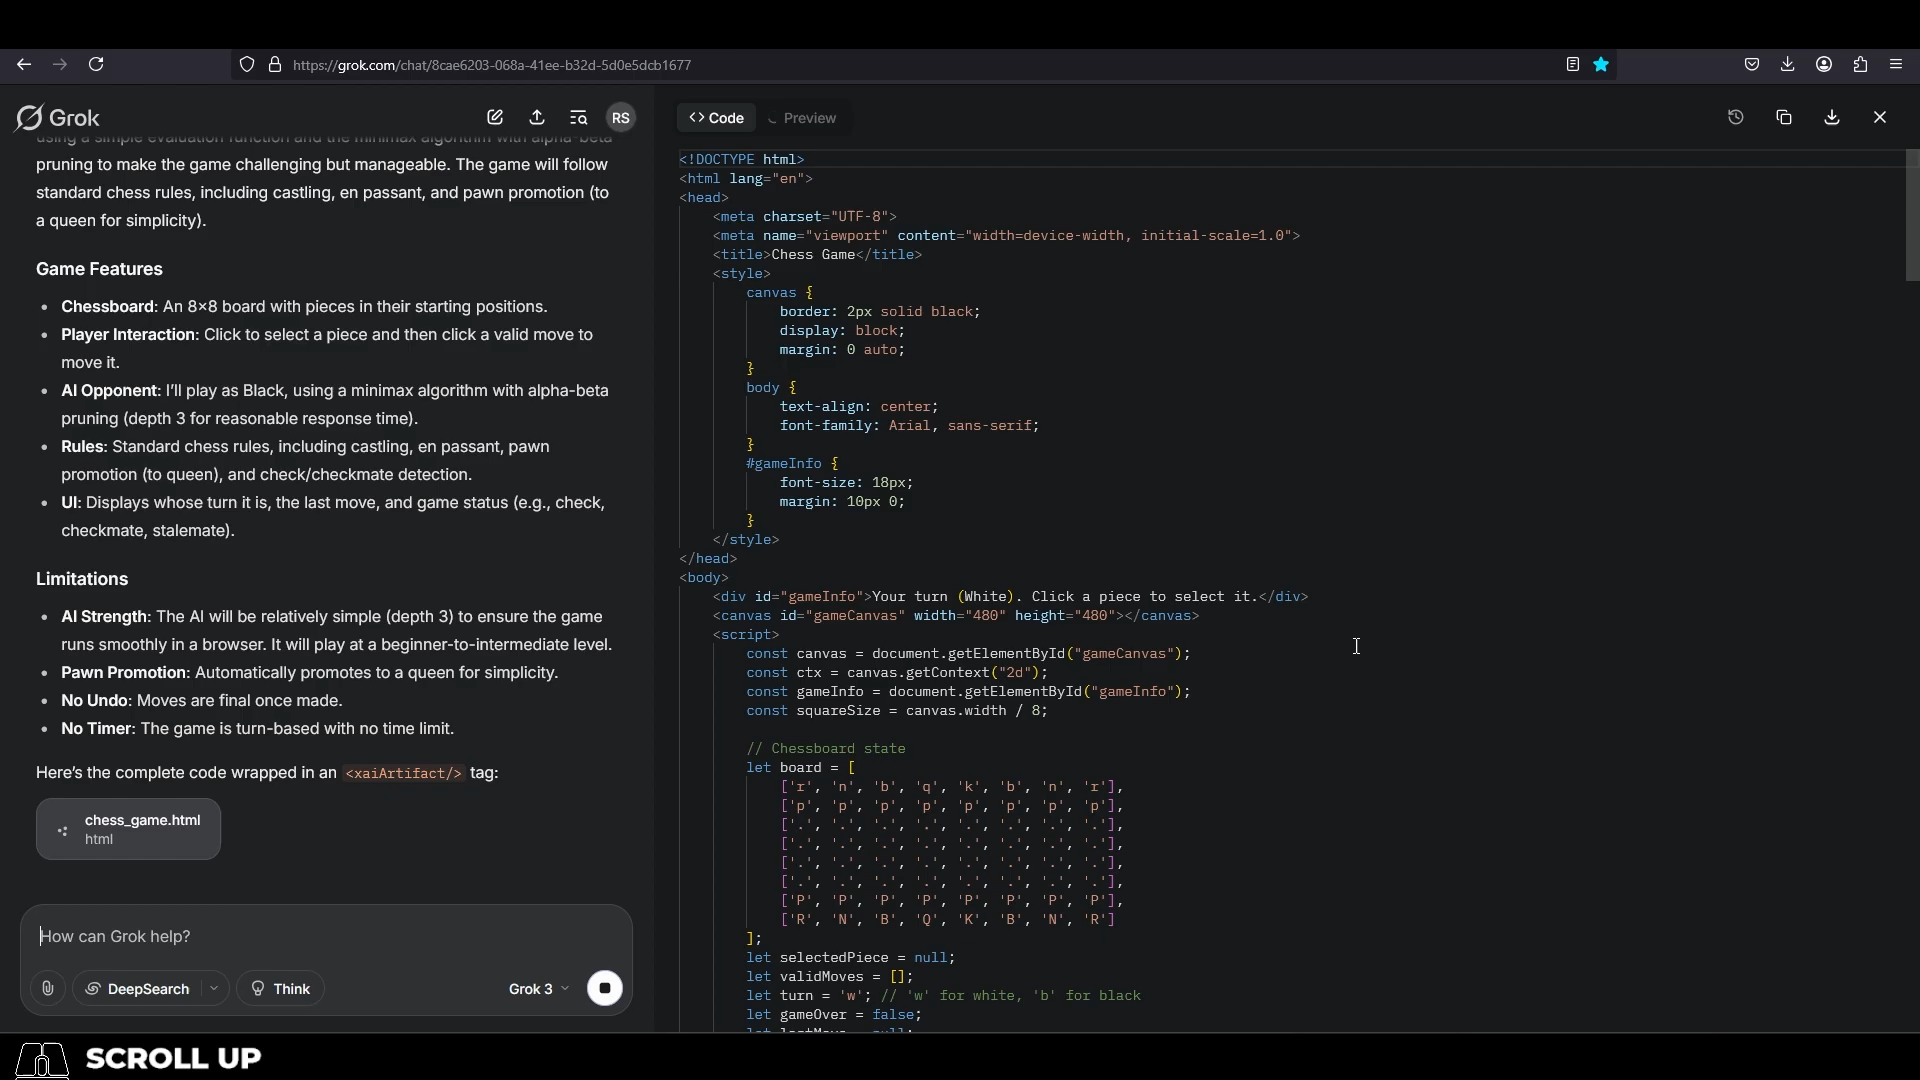 https://grok.com/chat/8cae6203-068a-41ee-b32d-5d0e5dcb1677
Grok
RS
using a simple evaluation function and the minimax algorithm with alpha-beta
pruning to make the game challenging but manageable. The game will follow
standard chess rules, including castling, en passant, and pawn promotion (to
a queen for simplicity).
Game Features
• Chessboard: An 8×8 board with pieces in their starting positions.
• Player Interaction: Click to select a piece and then click a valid move to
move it.
• AI Opponent: I'll play as Black, using a minimax algorithm with alpha-beta
pruning (depth 3 for reasonable response time).
• Rules: Standard chess rules, including castling, en passant, pawn
promotion (to queen), and check/checkmate detection.
• UI: Displays whose turn it is, the last move, and game status (e.g., check,
checkmate, stalemate).
Limitations
• AI Strength: The AI will be relatively simple (depth 3) to ensure the game
runs smoothly in a browser. It will play at a beginner-to-intermediate level.
• Pawn Promotion: Automatically promotes to a queen for simplicity.
• No Undo: Moves are final once made.
• No Timer: The game is turn-based with no time limit.
Here's the complete code wrapped in an <xaiArtifact/> tag:
chess_game.html
html
How can Grok help?
DeepSearch
Think
Grok 3
<> Code
Preview
<!DOCTYPE html>
<html lang="en">
<head>
<meta charset="UTF-8">
<meta name="viewport" content="width=device-width, initial-scale=1.0">
<title>Chess Game</title>
<style>
canvas {
border: 2px solid black;
display: block;
margin: 0 auto;
}
body {
text-align: center;
font-family: Arial, sans-serif;
}
#gameInfo {
font-size: 18px;
margin: 10px 0;
}
</style>
</head>
<body>
<div id="gameInfo">Your turn (White). Click a piece to select it.</div>
<canvas id="gameCanvas" width="480" height="480"></canvas>
<script>
const canvas = document.getElementById("gameCanvas");
const ctx = canvas.getContext("2d");
const gameInfo = document.getElementById("gameInfo");
const squareSize = canvas.width / 8;
// Chessboard state
let board = [
['r', 'n', 'b', 'q', 'k', 'b', 'n', 'r'],
['p', 'p', 'p', 'p', 'p', 'p', 'p', 'p'],
['.', '.', '.', '.', '.', '.', '.', '.'],
['.', '.', '.', '.', '.', '.', '.', '.'],
['.', '.', '.', '.', '.', '.', '.', '.'],
['.', '.', '.', '.', '.', '.', '.', '.'],
['P', 'P', 'P', 'P', 'P', 'P', 'P', 'P'],
['R', 'N', 'B', 'Q', 'K', 'B', 'N', 'R']
];
let selectedPiece = null;
let validMoves = [];
let turn = 'w'; // 'w' for white, 'b' for black
let gameOver = false;
let lastMove = null;
SCROLL UP